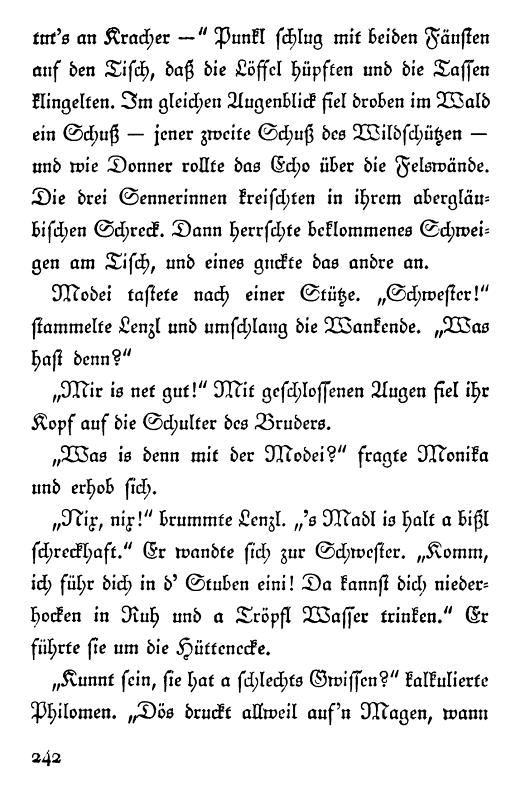 tut's an Kracher —“ Punkl schlug mit beiden Fäusten
auf den Tisch, daß die Löffel hüpften und die Tassen
klingelten. Im gleichen Augenblick fiel droben im Wald
ein Schuß — jener zweite Schuß des Wildschützen —
und wie Donner rollte das Echo über die Felswände.
Die drei Sennerinnen kreischten in ihrem abergläu-
bischen Schreck. Dann herrschte beklommenes Schwei-
gen am Tisch, und eines guckte das andre an.
Modei tastete nach einer Stütze. „Schwester!“
stammelte Lenzl und umschlang die Wankende. „Was
hast denn?“
„Mir is net gut!“ Mit geschlossenen Augen fiel ihr
Kopf auf die Schulter des Bruders.
„Was is denn mit der Modei?“ fragte Monika
und erhob sich.
„Nix, nix!“ brummte Lenzl. „'s Madl is halt a bißl
schreckhaft.“ Er wandte sich zur Schwester. „Komm,
ich führ dich in d' Stuben eini! Da kannst dich nieder-
hocken in Ruh und a Tröpfl Wasser trinken.“ Er
führte sie um die Hüttenecke.
„Kunnt sein, sie hat a schlechts Gwissen?“ kalkulierte
Philomen. „Dös druckt allweil auf'n Magen, wann
242